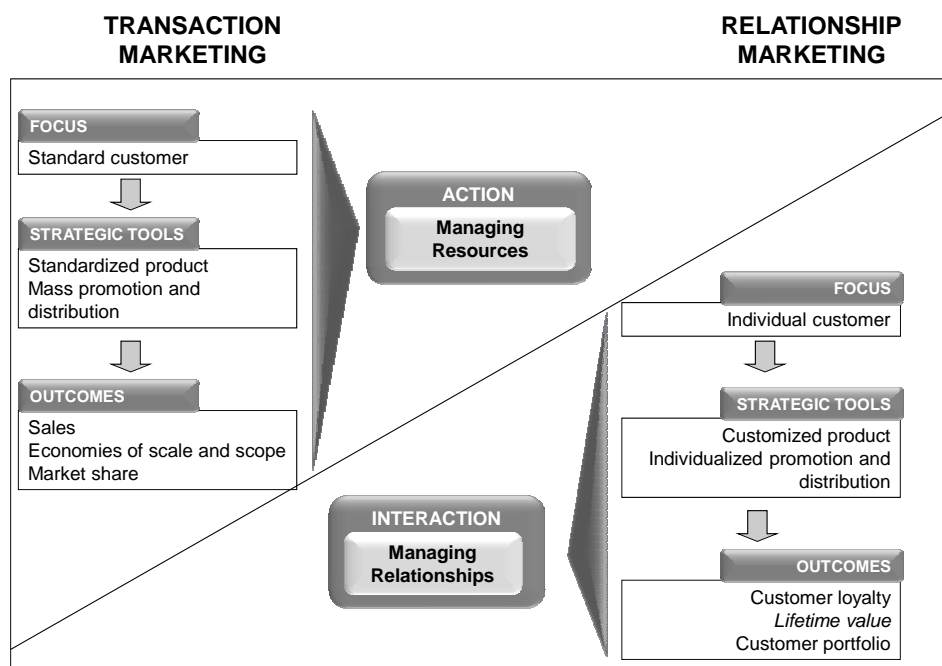 TRANSACTION
MARKETING
RELATIONSHIP
MARKETING
FOCUS
Standard customer
STRATEGIC TOOLS
Standardized product
Mass promotion and
distribution
OUTCOMES
Sales
Economies of scale and scope
Market share
ACTION
Managing
Resources
INTERACTION
Managing
Relationships
FOCUS
Individual customer
STRATEGIC TOOLS
Customized product
Individualized promotion and
distribution
OUTCOMES
Customer loyalty
Lifetime value
Customer portfolio